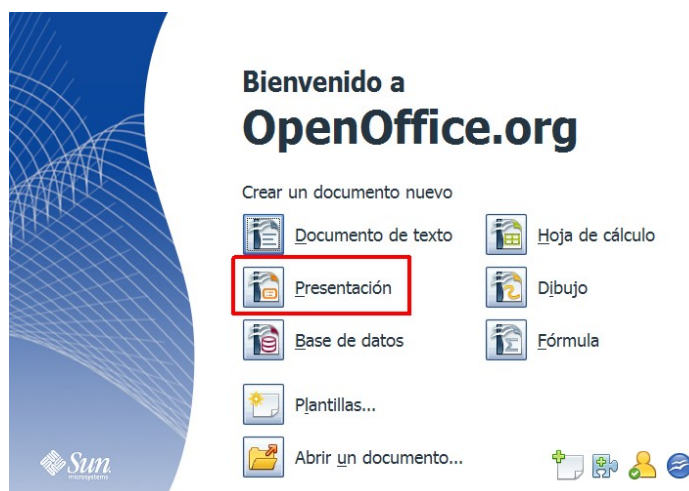 Bienvenido a
OpenOffice.org
Crear un documento nuevo
Documento de texto
Hoja de cálculo
Presentación
Dibujo
Base de datos
Fórmula
Plantillas...
Abrir un documento...
Sun
microsystems